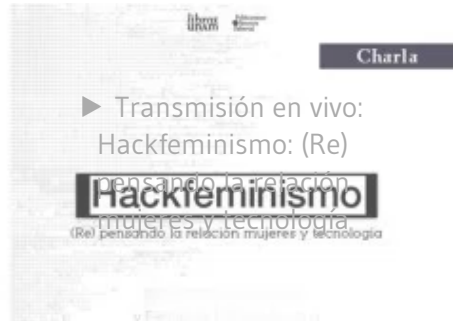 libros
UNAM
Charla
▶ Transmisión en vivo:
Hackfeminismo: (Re)
pensando la relación
mujeres y tecnología
Hackfeminismo
(Re) pensando la relación mujeres y tecnología